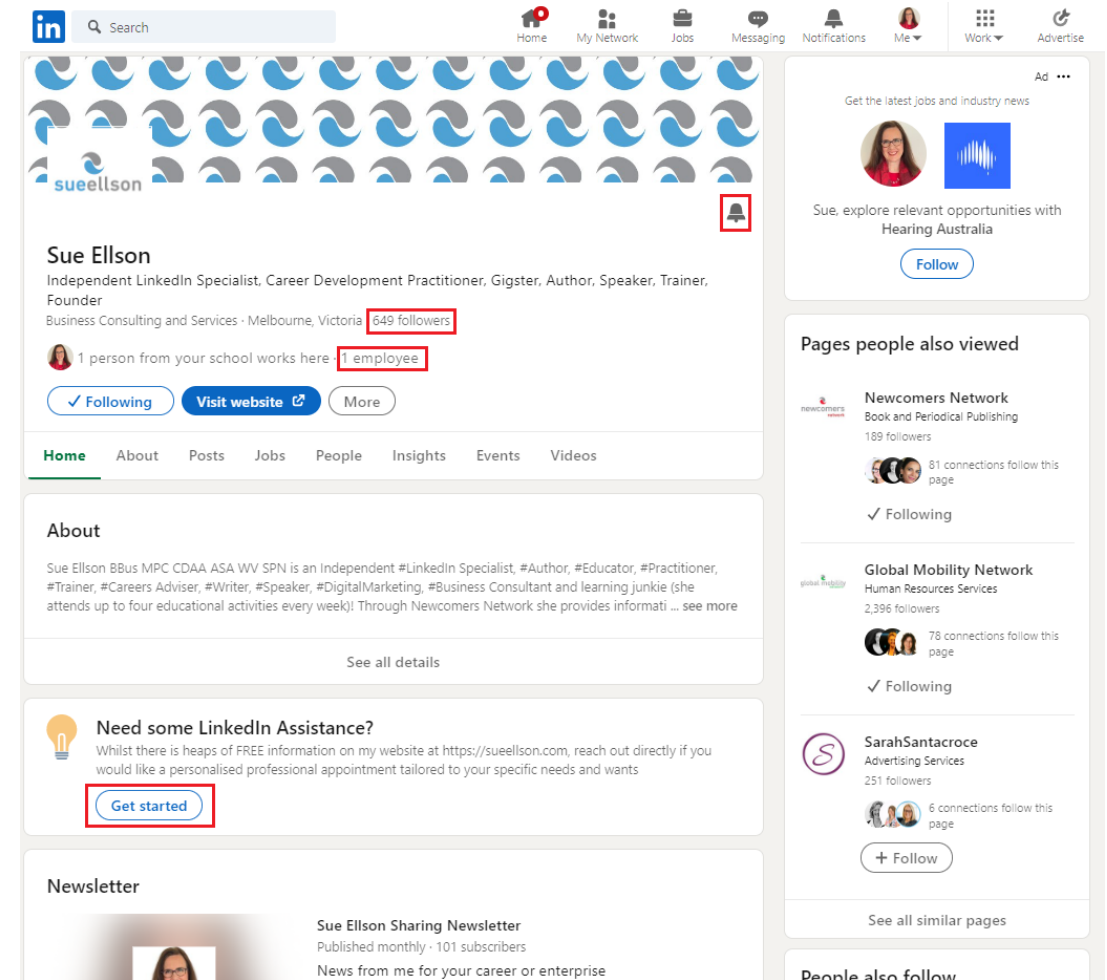 in
Search
Home
My Network
Jobs
Messaging
Notifications
Me
Work
Advertise
sueellson
Sue Ellson
Independent LinkedIn Specialist, Career Development Practitioner, Gigster, Author, Speaker, Trainer,
Founder
Business Consulting and Services · Melbourne, Victoria 649 followers
1 person from your school works here · 1 employee
Following
Visit website
More
Home
About
Posts
Jobs
People
Insights
Events
Videos
About
Sue Ellson BBus MPC CDAA ASA WV SPN is an Independent #LinkedIn Specialist, #Author, #Educator, #Practitioner,
#Trainer, #Careers Adviser, #Writer, #Speaker, #DigitalMarketing, #Business Consultant and learning junkie (she
attends up to four educational activities every week)! Through Newcomers Network she provides informati ... see more
See all details
Need some LinkedIn Assistance?
Whilst there is heaps of FREE information on my website at https://sueellson.com, reach out directly if you
would like a personalised professional appointment tailored to your specific needs and wants
Get started
Newsletter
Sue Ellson Sharing Newsletter
Published monthly · 101 subscribers
News from me for your career or enterprise
Ad
Get the latest jobs and industry news
Sue, explore relevant opportunities with
Hearing Australia
Follow
Pages people also viewed
newcomers
network
Newcomers Network
Book and Periodical Publishing
189 followers
81 connections follow this
page
Following
global mobility
Global Mobility Network
Human Resources Services
2,396 followers
78 connections follow this
page
Following
S
SarahSantacroce
Advertising Services
251 followers
6 connections follow this
page
+ Follow
See all similar pages
People also follow